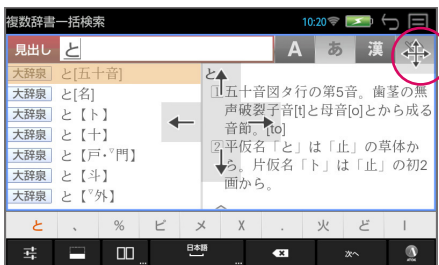 複数辞書一括検索
10:20
見出し と
A あ 漢
大辞泉 と[五十音]
大辞泉 と[名]
大辞泉 と【ト】
大辞泉 と【十】
大辞泉 と【戸・▽門】
大辞泉 と【斗】
大辞泉 と【▽外】
と
1 五十音図タ行の第5音。歯茎の無
声破裂子音[t]と母音[o]とから成る
音節。[to]
2 平仮名「と」は「止」の草体か
ら。片仮名「ト」は「止」の初2
画から。
と 、 % ピ メ X . 火 ど l
日本語
次へ